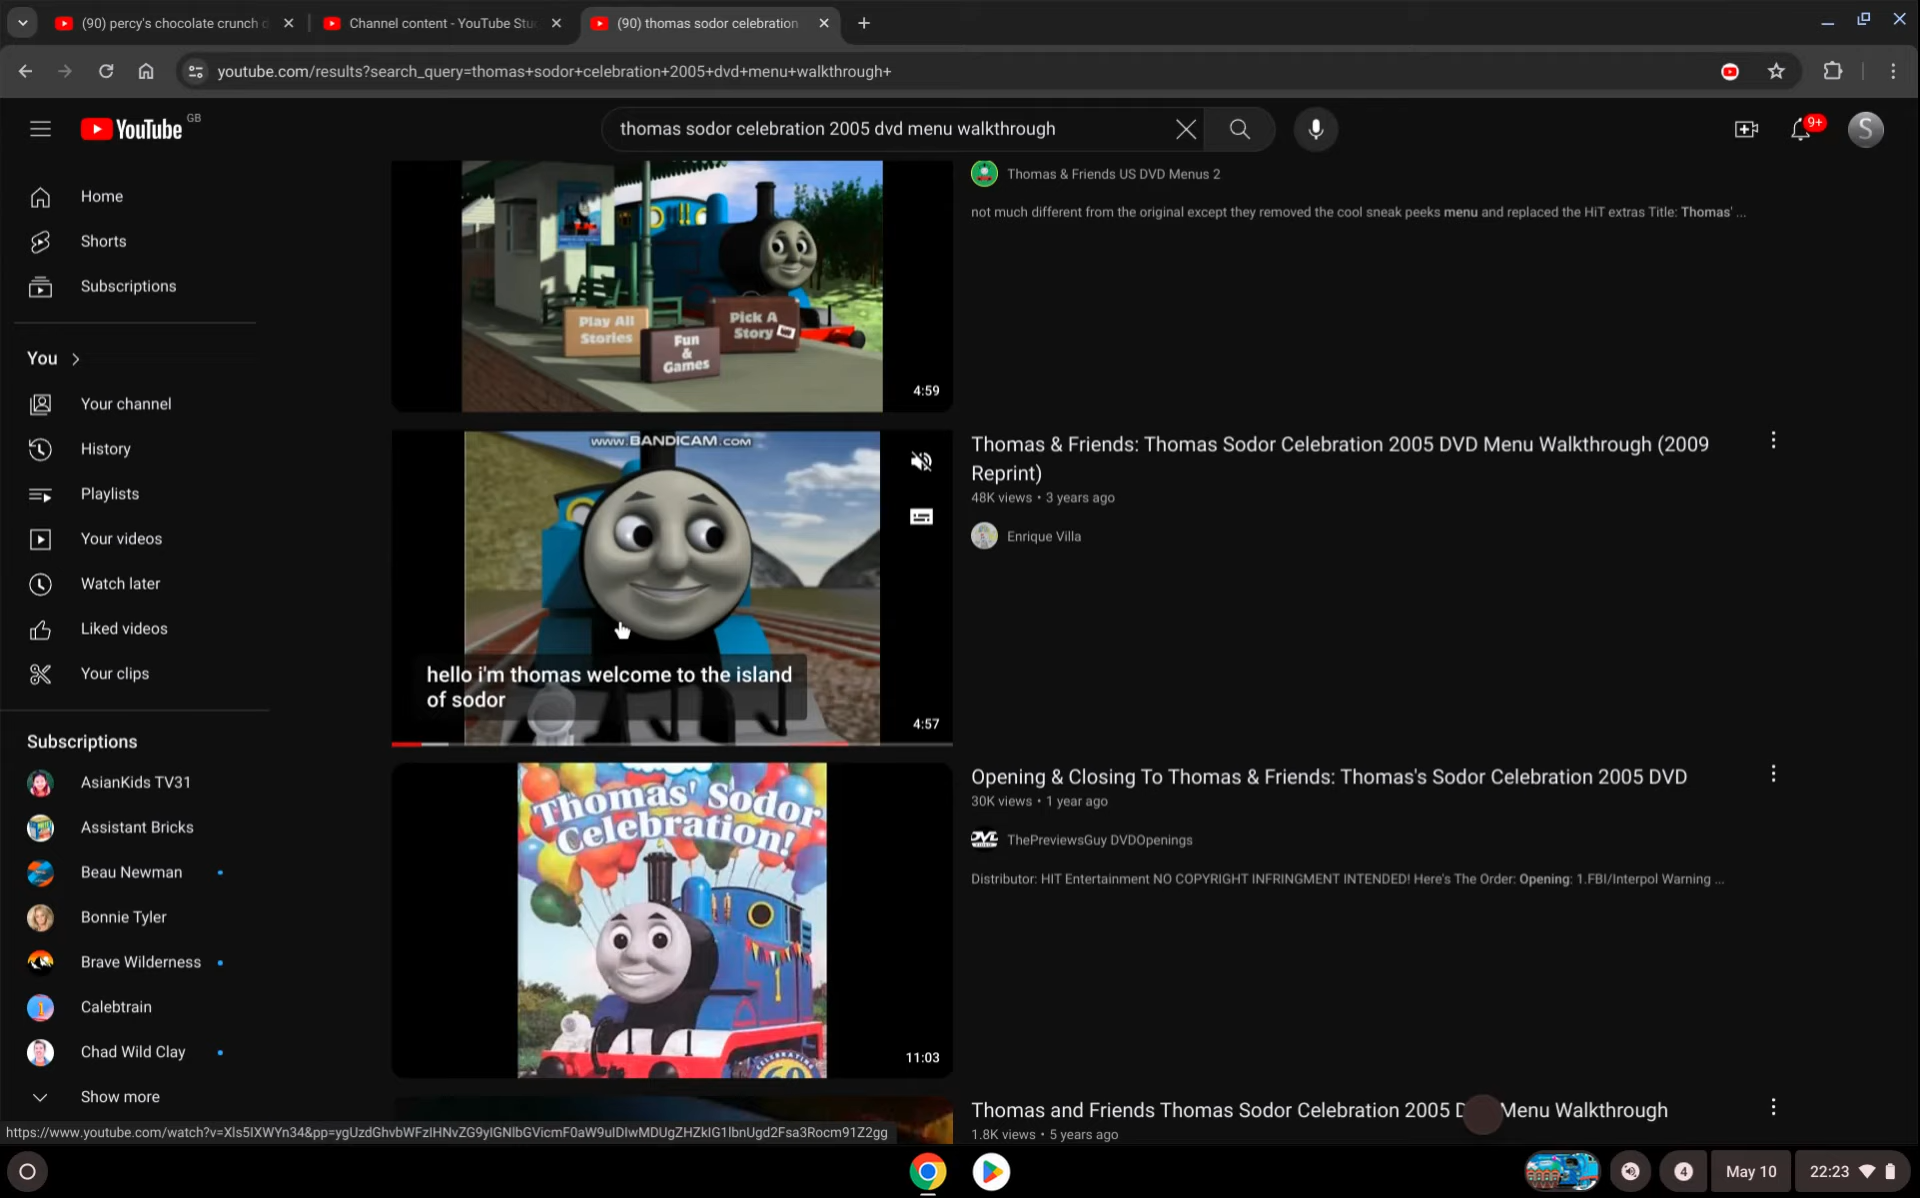 (90) percy's chocolate crunch d
Channel content - YouTube Stu
(90) thomas sodor celebration
youtube.com/results?search_query=thomas+sodor+celebration+2005+dvd+menu+walkthrough+
YouTube GB
thomas sodor celebration 2005 dvd menu walkthrough
9+
S
Home
Shorts
Subscriptions
You
Your channel
History
Playlists
Your videos
Watch later
Liked videos
Your clips
Subscriptions
AsianKids TV31
Assistant Bricks
Beau Newman
Bonnie Tyler
Brave Wilderness
Calebtrain
Chad Wild Clay
Show more
Play All
Stories
Fun
&
Games
Pick A
Story
4:59
Thomas & Friends US DVD Menus 2
not much different from the original except they removed the cool sneak peeks menu and replaced the HiT extras Title: Thomas' ...
www.BANDICAM.com
hello i'm thomas welcome to the island
of sodor
4:57
Thomas & Friends: Thomas Sodor Celebration 2005 DVD Menu Walkthrough (2009
Reprint)
48K views • 3 years ago
Enrique Villa
Thomas' Sodor
Celebration!
1
CELEBRATING
11:03
Opening & Closing To Thomas & Friends: Thomas's Sodor Celebration 2005 DVD
30K views • 1 year ago
ThePreviewsGuy DVDOpenings
Distributor: HIT Entertainment NO COPYRIGHT INFRINGMENT INTENDED! Here's The Order: Opening: 1.FBI/Interpol Warning ...
Thomas and Friends Thomas Sodor Celebration 2005 D Menu Walkthrough
1.8K views • 5 years ago
4
May 10
22:23